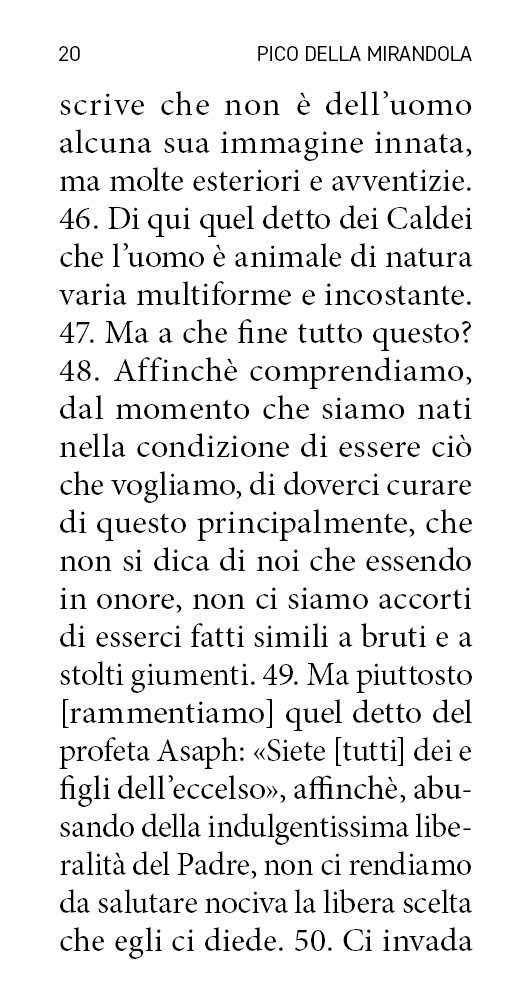 20 PICO DELLA MIRANDOLA
scrive che non è dell’uomo
alcuna sua immagine innata,
ma molte esteriori e avventizie.
46. Di qui quel detto dei Caldei
che l’uomo è animale di natura
varia multiforme e incostante.
47. Ma a che fine tutto questo?
48. Affinchè comprendiamo,
dal momento che siamo nati
nella condizione di essere ciò
che vogliamo, di doverci curare
di questo principalmente, che
non si dica di noi che essendo
in onore, non ci siamo accorti
di esserci fatti simili a bruti e a
stolti giumenti. 49. Ma piuttosto
[rammentiamo] quel detto del
profeta Asaph: «Siete [tutti] dei e
figli dell’eccelso», affinchè, abu-
sando della indulgentissima libe-
ralità del Padre, non ci rendiamo
da salutare nociva la libera scelta
che egli ci diede. 50. Ci invada